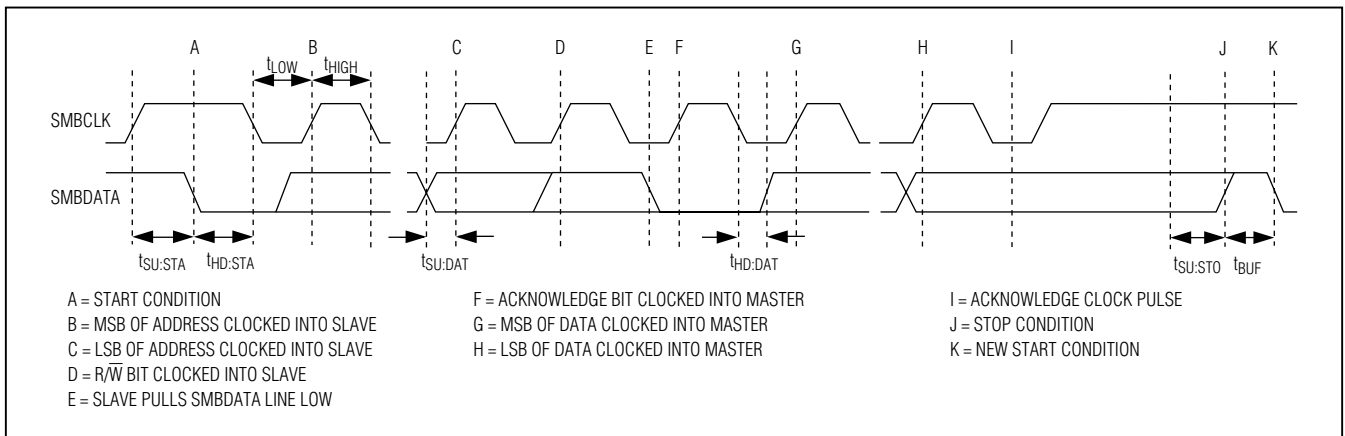 A B C D E F G H I J K
tLOW tHIGH
SMBCLK
SMBDATA
tSU:STA tHD:STA tSU:DAT tHD:DAT tSU:STO tBUF
A = START CONDITION
B = MSB OF ADDRESS CLOCKED INTO SLAVE
C = LSB OF ADDRESS CLOCKED INTO SLAVE
D = R/W̅ BIT CLOCKED INTO SLAVE
E = SLAVE PULLS SMBDATA LINE LOW
F = ACKNOWLEDGE BIT CLOCKED INTO MASTER
G = MSB OF DATA CLOCKED INTO MASTER
H = LSB OF DATA CLOCKED INTO MASTER
I = ACKNOWLEDGE CLOCK PULSE
J = STOP CONDITION
K = NEW START CONDITION